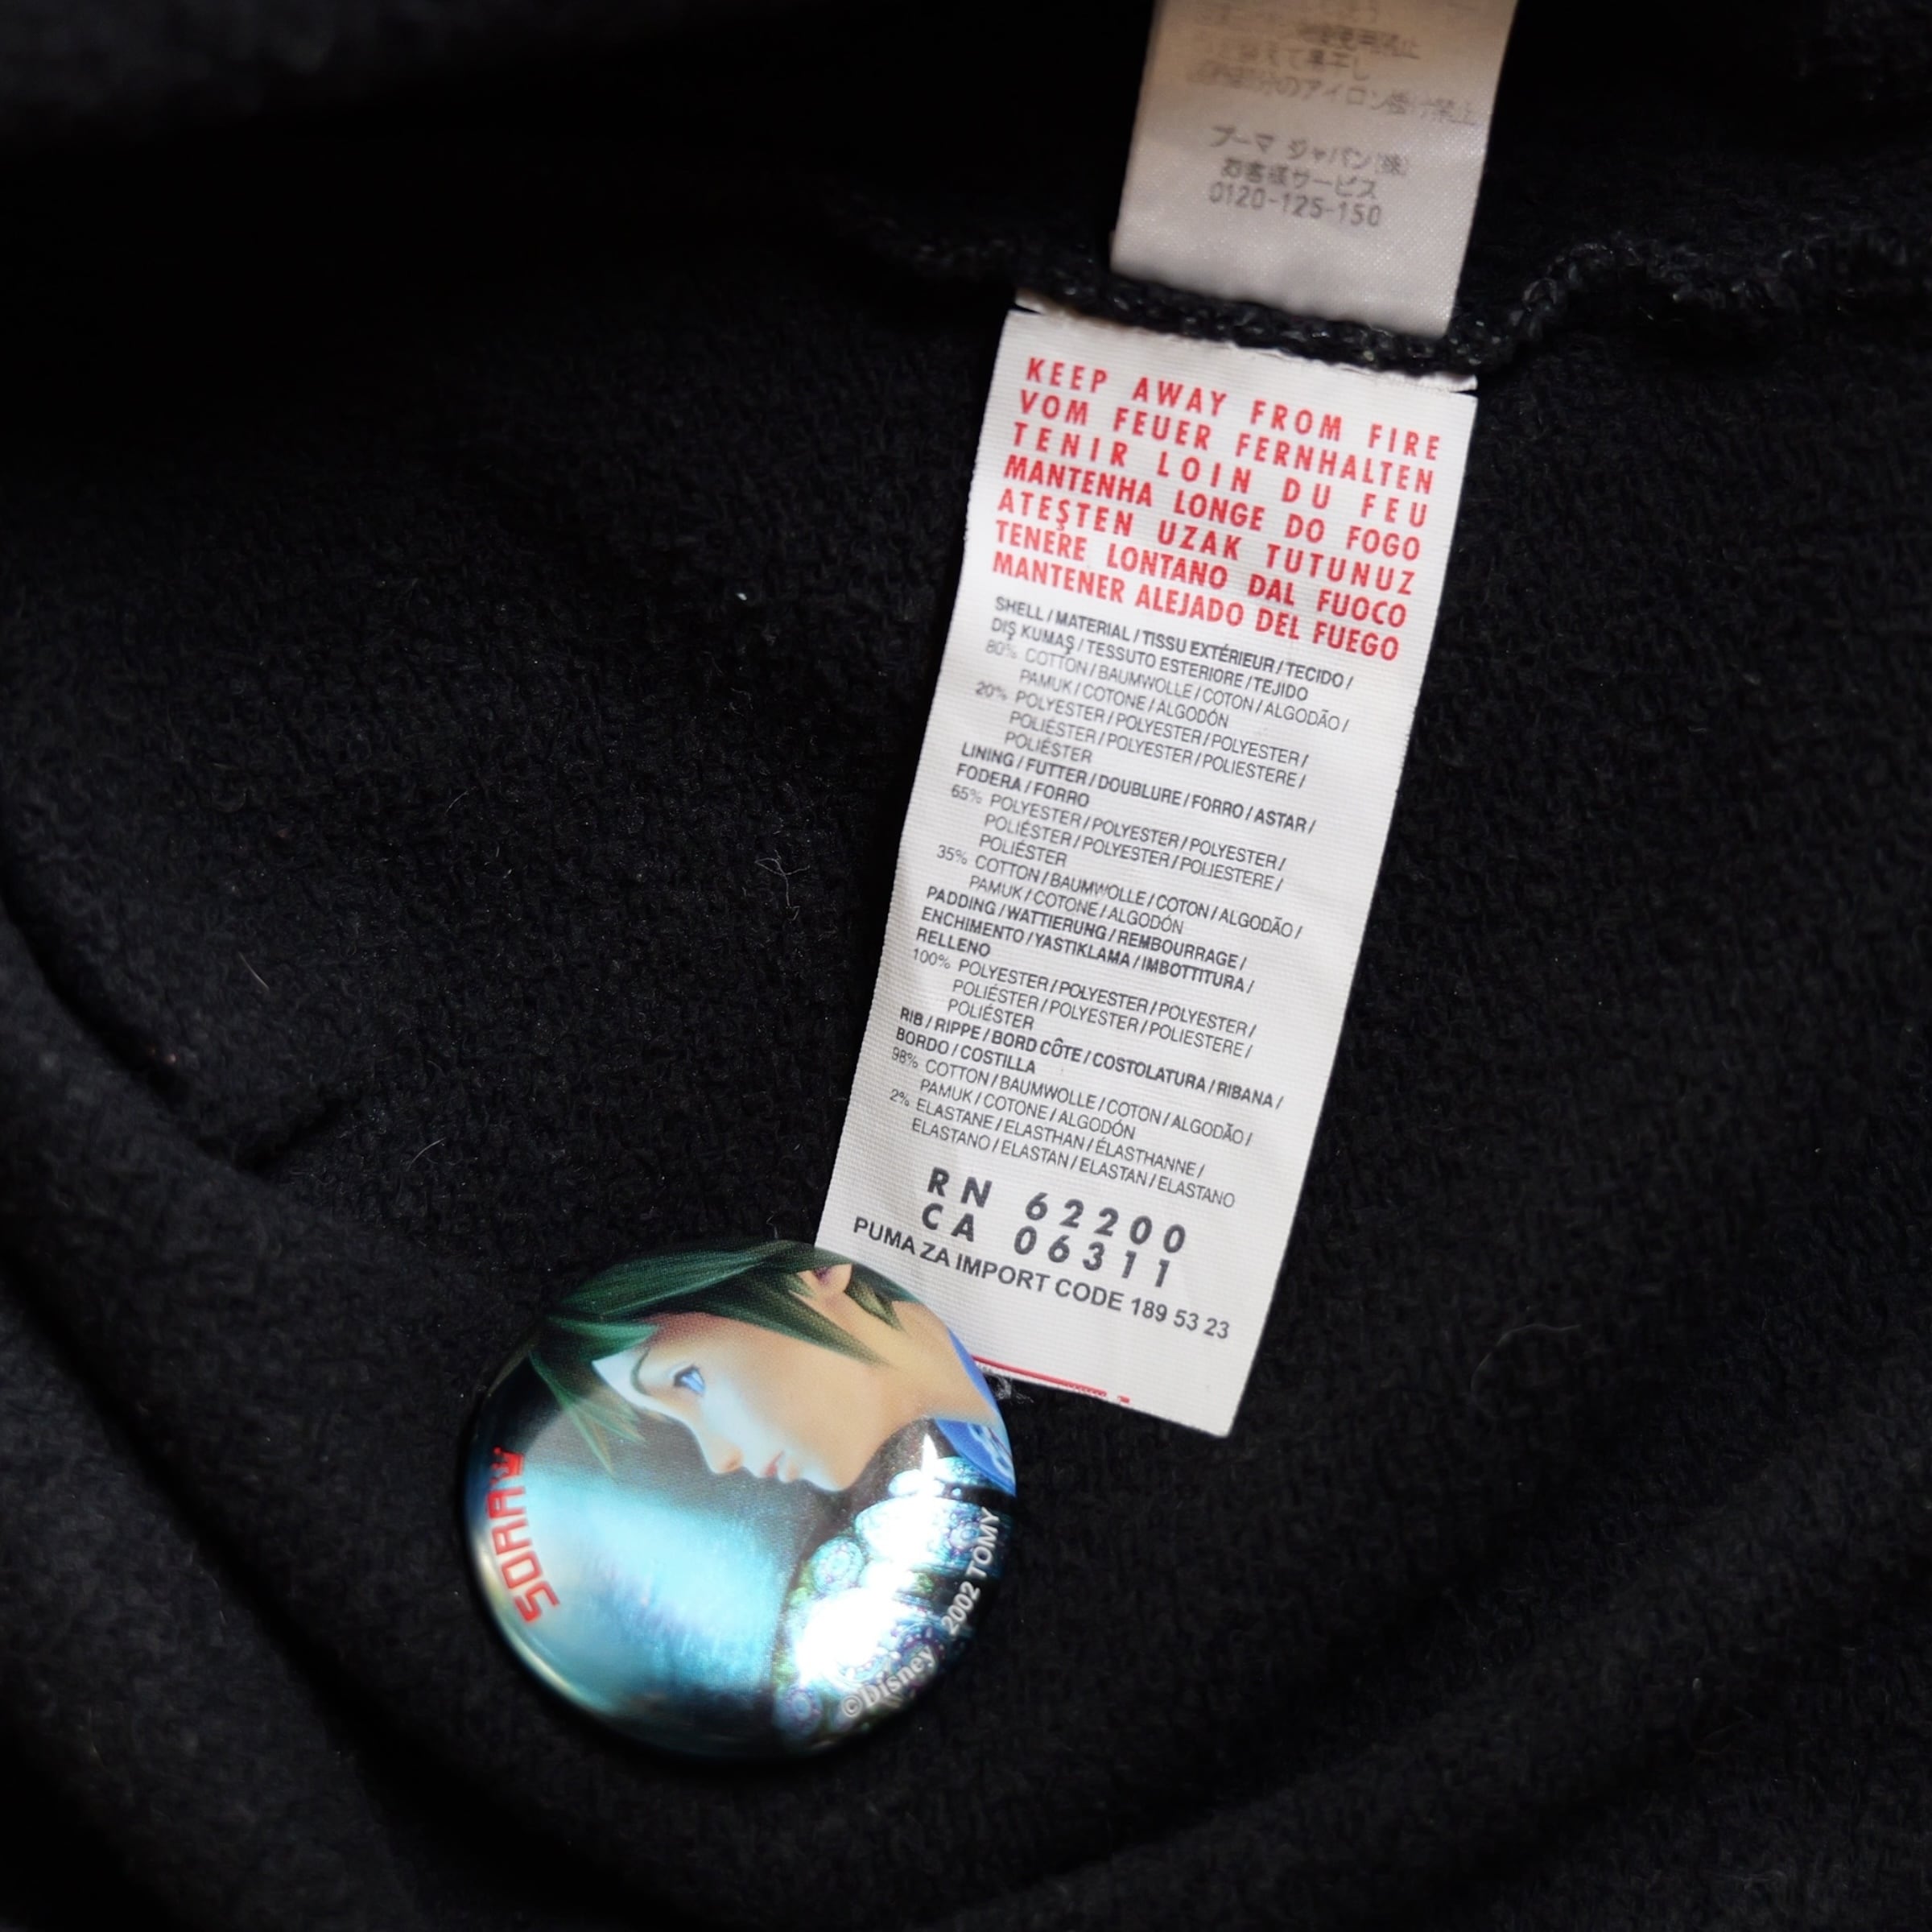 プーマ ジャパン(株)
お客様サービス
0120-125-150
KEEP AWAY FROM FIRE
VOM FEUER FERNHALTEN
TENIR LOIN DU FEU
MANTENHA LONGE DO FOGO
ATEŞTEN UZAK TUTUNUZ
TENERE LONTANO DAL FUOCO
MANTENER ALEJADO DEL FUEGO
SHELL / MATERIAL / TISSU EXTÉRIEUR / TECIDO /
DIŞ KUMAŞ / TESSUTO ESTERIORE / TEJIDO
80% COTTON / BAUMWOLLE / COTON / ALGODÃO /
PAMUK / COTONE / ALGODÓN
20% POLYESTER / POLYESTER / POLYESTER /
POLIÉSTER / POLYESTER / POLIESTERE /
POLIÉSTER
LINING / FUTTER / DOUBLURE / FORRO / ASTAR /
FODERA / FORRO
65% POLYESTER / POLYESTER / POLYESTER /
POLIÉSTER / POLYESTER / POLIESTERE /
POLIÉSTER
35% COTTON / BAUMWOLLE / COTON / ALGODÃO /
PAMUK / COTONE / ALGODÓN
PADDING / WATTIERUNG / REMBOURRAGE /
ENCHIMENTO / YASTIKLAMA / IMBOTTITURA /
RELLENO
100% POLYESTER / POLYESTER / POLYESTER /
POLIÉSTER / POLYESTER / POLIESTERE /
POLIÉSTER
RIB / RIPPE / BORD CÔTE / COSTOLATURA / RIBANA /
BORDO / COSTILLA
98% COTTON / BAUMWOLLE / COTON / ALGODÃO /
PAMUK / COTONE / ALGODÓN
2% ELASTANE / ELASTHAN / ÉLASTHANNE /
ELASTANO / ELASTAN / ELASTAN / ELASTANO
RN 62200
CA 06311
PUMA ZA IMPORT CODE 189 53 23
©Disney 2002 TOMY